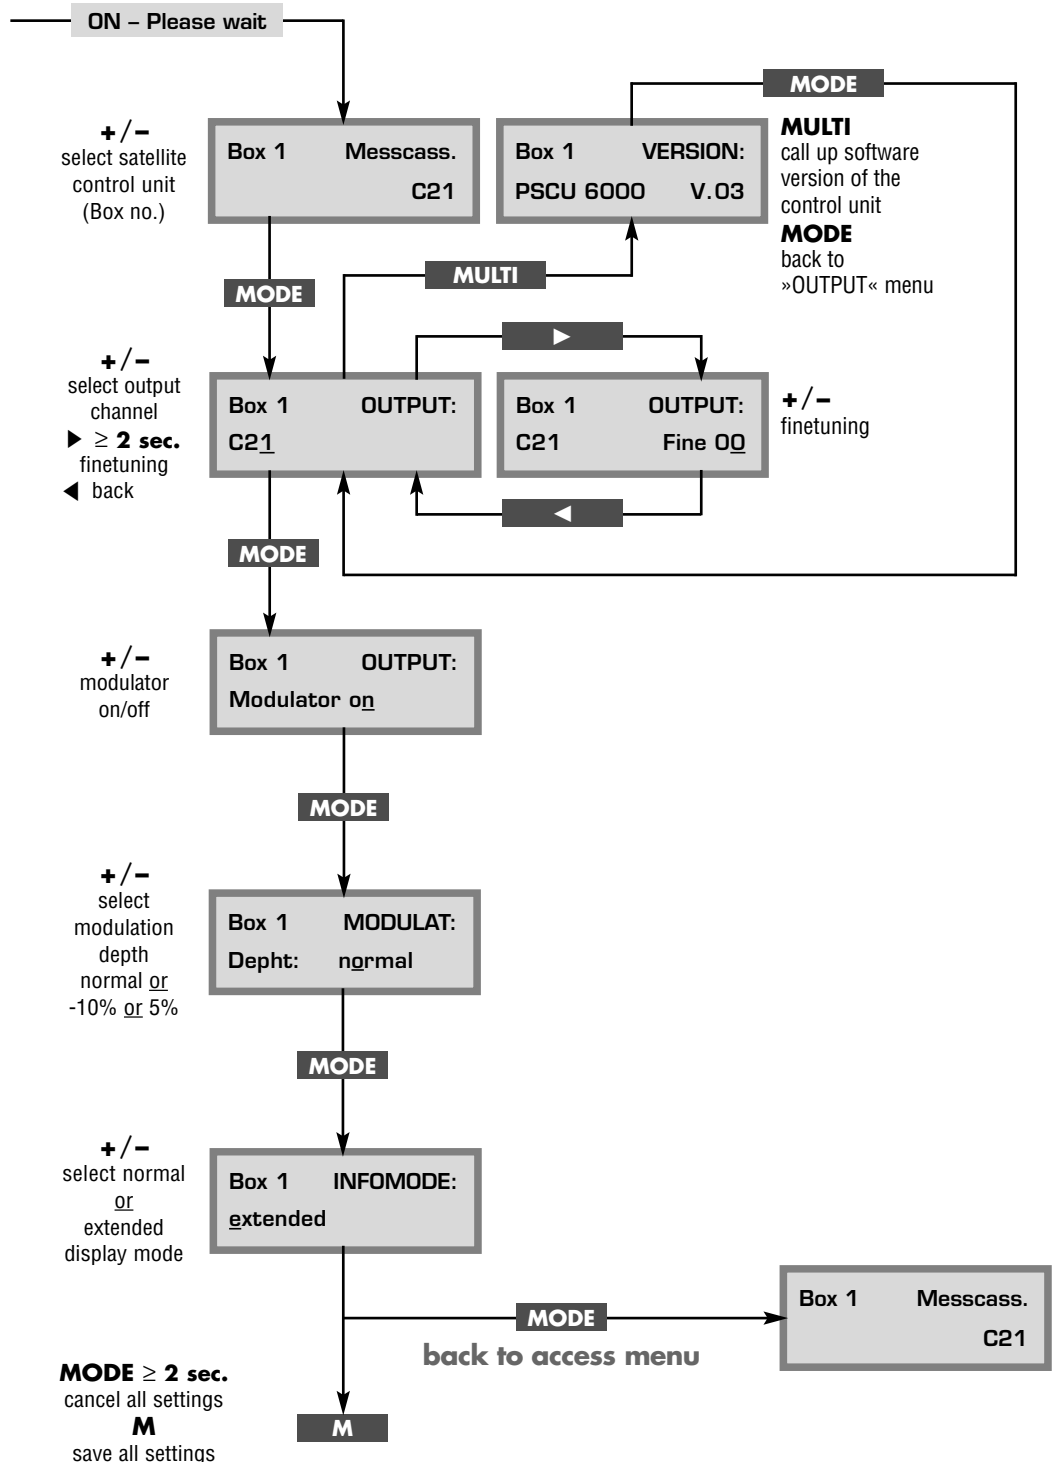 ON – Please wait
MODE
+/–
select satellite
control unit
(Box no.)
Box 1 Messcass.
C21
Box 1 VERSION:
PSCU 6000 V.03
MULTI
call up software
version of the
control unit
MODE
back to
»OUTPUT« menu
MULTI
MODE
+/–
select output
channel
▶ ≥ 2 sec.
finetuning
◀ back
▶
Box 1 OUTPUT:
C21
Box 1 OUTPUT:
C21 Fine 00
+/–
finetuning
◀
MODE
+/–
modulator
on/off
Box 1 OUTPUT:
Modulator on
MODE
+/–
select
modulation
depth
normal or
-10% or 5%
Box 1 MODULAT:
Depht: normal
MODE
+/–
select normal
or
extended
display mode
Box 1 INFOMODE:
extended
MODE
back to access menu
Box 1 Messcass.
C21
MODE ≥ 2 sec.
cancel all settings
M
save all settings
M